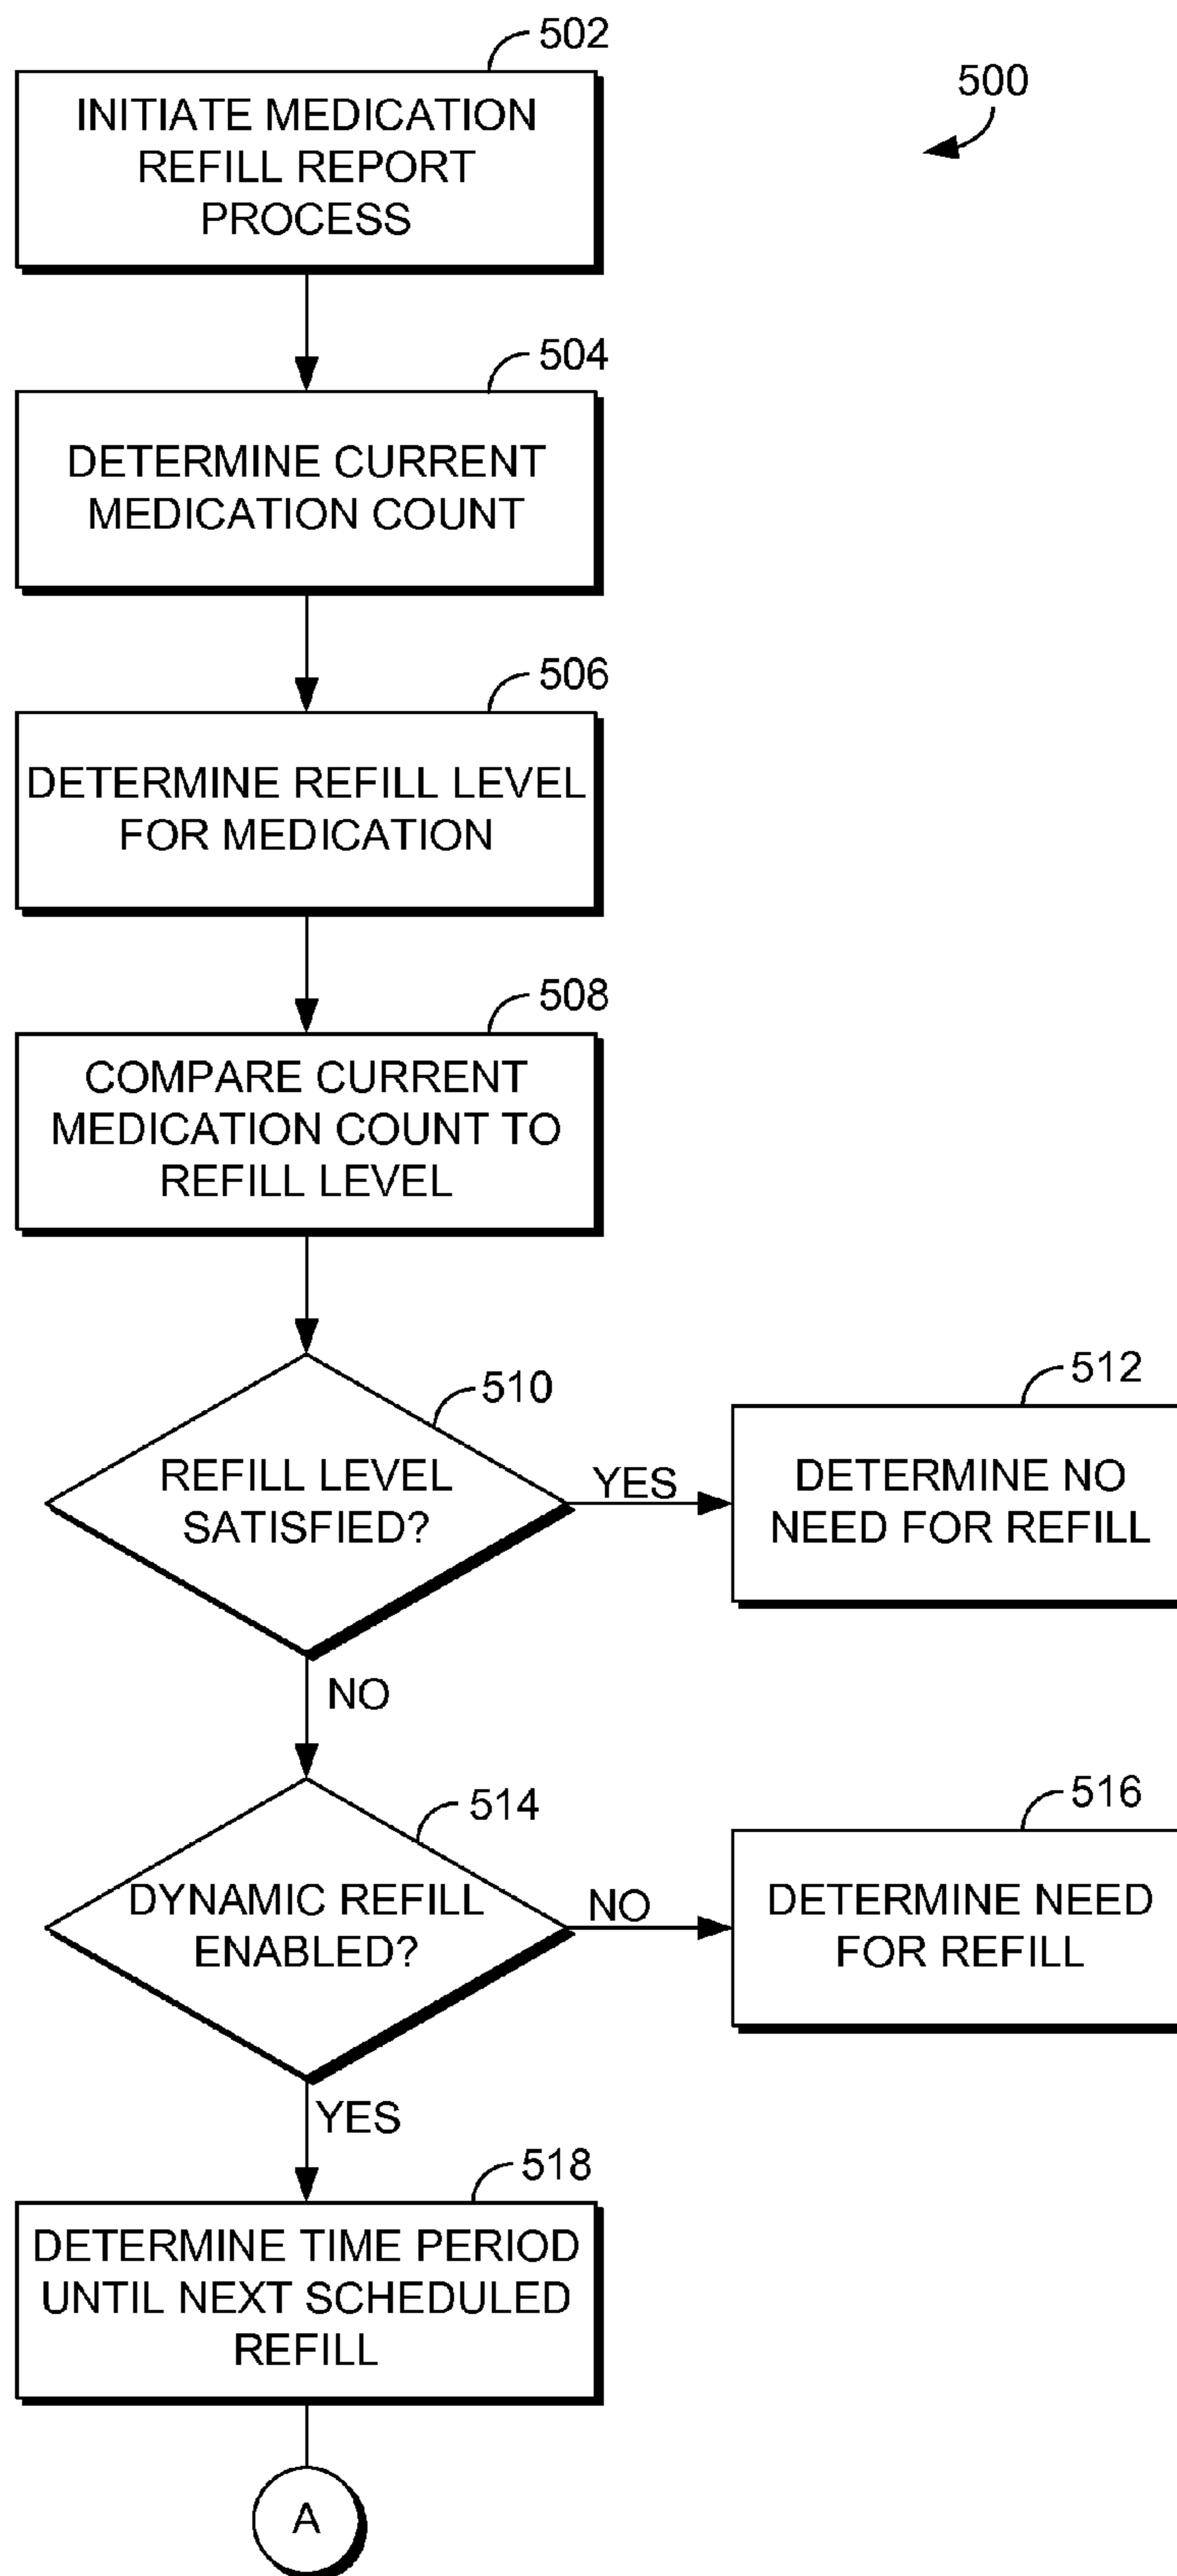 502
500
INITIATE MEDICATION
REFILL REPORT
PROCESS
504
DETERMINE CURRENT
MEDICATION COUNT
506
DETERMINE REFILL LEVEL
FOR MEDICATION
508
COMPARE CURRENT
MEDICATION COUNT TO
REFILL LEVEL
510
512
REFILL LEVEL
SATISFIED?
YES
DETERMINE NO
NEED FOR REFILL
NO
514
516
DYNAMIC REFILL
ENABLED?
NO
DETERMINE NEED
FOR REFILL
YES
518
DETERMINE TIME PERIOD
UNTIL NEXT SCHEDULED
REFILL
A